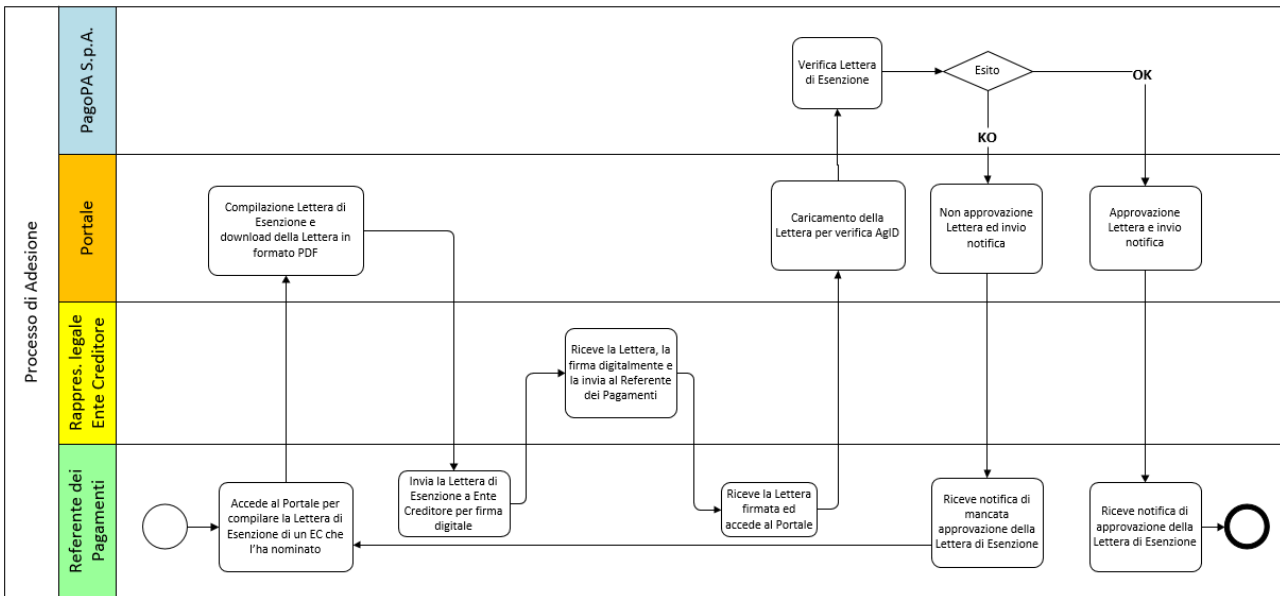 Processo di Adesione
PagoPA S.p.A.
Verifica Lettera
di Esenzione
Esito
OK
KO
Portale
Compilazione Lettera di
Esenzione e
download della Lettera in
formato PDF
Caricamento della
Lettera per verifica AgID
Non approvazione
Lettera ed invio
notifica
Approvazione
Lettera e invio
notifica
Rappres. legale
Ente Creditore
Riceve la Lettera, la
firma digitalmente e
la invia al Referente
dei Pagamenti
Referente dei
Pagamenti
Accede al Portale per
compilare la Lettera di
Esenzione di un EC che
l'ha nominato
Invia la Lettera di
Esenzione a Ente
Creditore per firma
digitale
Riceve la Lettera
firmata ed
accede al Portale
Riceve notifica di
mancata
approvazione della
Lettera di Esenzione
Riceve notifica di
approvazione della
Lettera di Esenzione